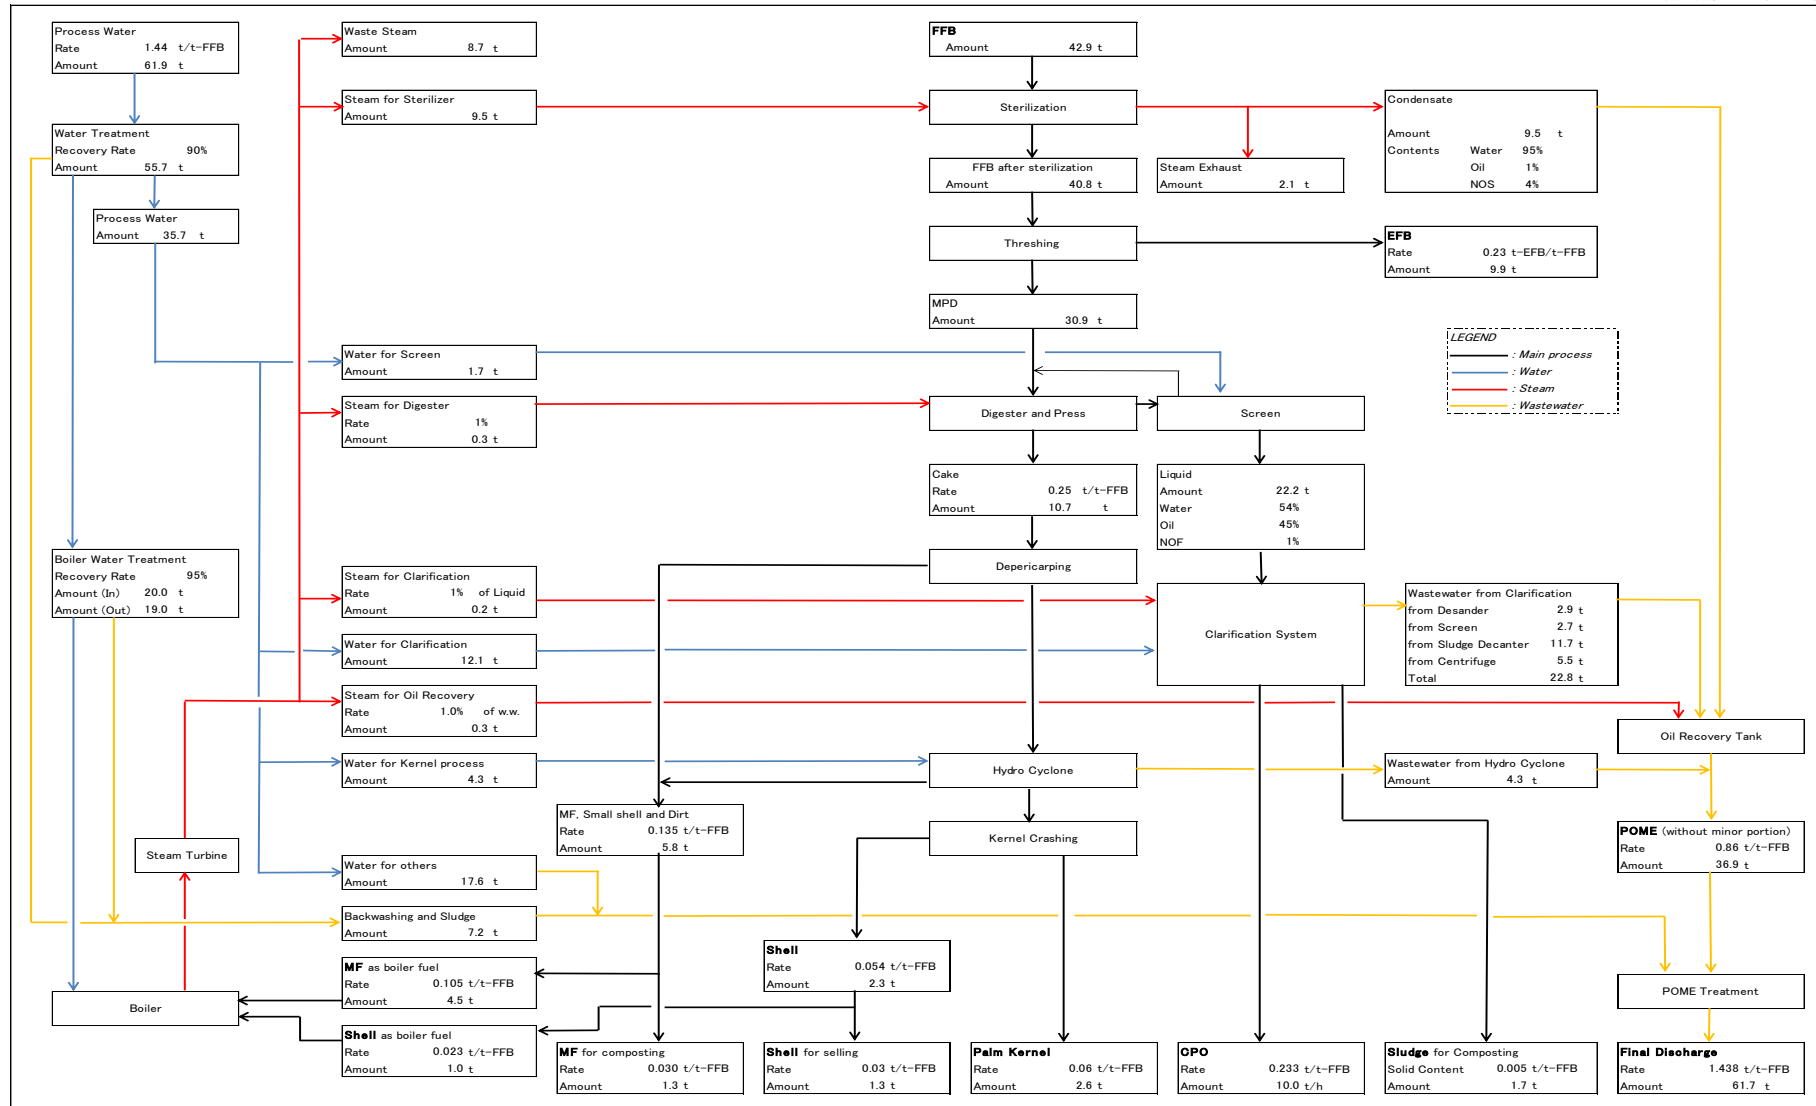 Process Water
Rate 1.44 t/t-FFB
Amount 61.9 t
Waste Steam
Amount 8.7 t
FFB
Amount 42.9 t
Steam for Sterilizer
Amount 9.5 t
Sterilization
Condensate
Amount 9.5 t
Contents Water 95%
Oil 1%
NOS 4%
Water Treatment
Recovery Rate 90%
Amount 55.7 t
FFB after sterilization
Amount 40.8 t
Steam Exhaust
Amount 2.1 t
Process Water
Amount 35.7 t
Threshing
EFB
Rate 0.23 t-EFB/t-FFB
Amount 9.9 t
MPD
Amount 30.9 t
LEGEND
: Main process
: Water
: Steam
: Wastewater
Water for Screen
Amount 1.7 t
Steam for Digester
Rate 1%
Amount 0.3 t
Digester and Press
Screen
Cake
Rate 0.25 t/t-FFB
Amount 10.7 t
Liquid
Amount 22.2 t
Water 54%
Oil 45%
NOF 1%
Boiler Water Treatment
Recovery Rate 95%
Amount (In) 20.0 t
Amount (Out) 19.0 t
Steam for Clarification
Rate 1% of Liquid
Amount 0.2 t
Depericarping
Clarification System
Wastewater from Clarification
from Desander 2.9 t
from Screen 2.7 t
from Sludge Decanter 11.7 t
from Centrifuge 5.5 t
Total 22.8 t
Water for Clarification
Amount 12.1 t
Steam for Oil Recovery
Rate 1.0% of w.w.
Amount 0.3 t
Oil Recovery Tank
Water for Kernel process
Amount 4.3 t
Hydro Cyclone
Wastewater from Hydro Cyclone
Amount 4.3 t
MF, Small shell and Dirt
Rate 0.135 t/t-FFB
Amount 5.8 t
Kernel Crashing
POME (without minor portion)
Rate 0.86 t/t-FFB
Amount 36.9 t
Steam Turbine
Water for others
Amount 17.6 t
Backwashing and Sludge
Amount 7.2 t
Shell
Rate 0.054 t/t-FFB
Amount 2.3 t
MF as boiler fuel
Rate 0.105 t/t-FFB
Amount 4.5 t
Boiler
POME Treatment
Shell as boiler fuel
Rate 0.023 t/t-FFB
Amount 1.0 t
MF for composting
Rate 0.030 t/t-FFB
Amount 1.3 t
Shell for selling
Rate 0.03 t/t-FFB
Amount 1.3 t
Palm Kernel
Rate 0.06 t/t-FFB
Amount 2.6 t
CPO
Rate 0.233 t/t-FFB
Amount 10.0 t/h
Sludge for Composting
Solid Content 0.005 t/t-FFB
Amount 1.7 t
Final Discharge
Rate 1.438 t/t-FFB
Amount 61.7 t